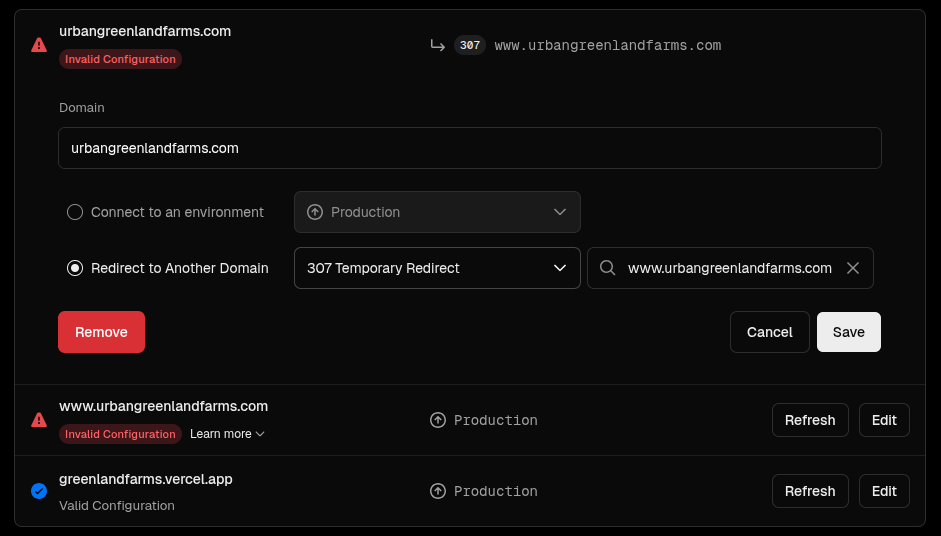 urbangreenlandfarms.com
Invalid Configuration
307 www.urbangreenlandfarms.com
Domain
urbangreenlandfarms.com
Connect to an environment Production
Redirect to Another Domain 307 Temporary Redirect www.urbangreenlandfarms.com
Remove Cancel Save
www.urbangreenlandfarms.com
Invalid Configuration Learn more
Production Refresh Edit
greenlandfarms.vercel.app
Valid Configuration
Production Refresh Edit